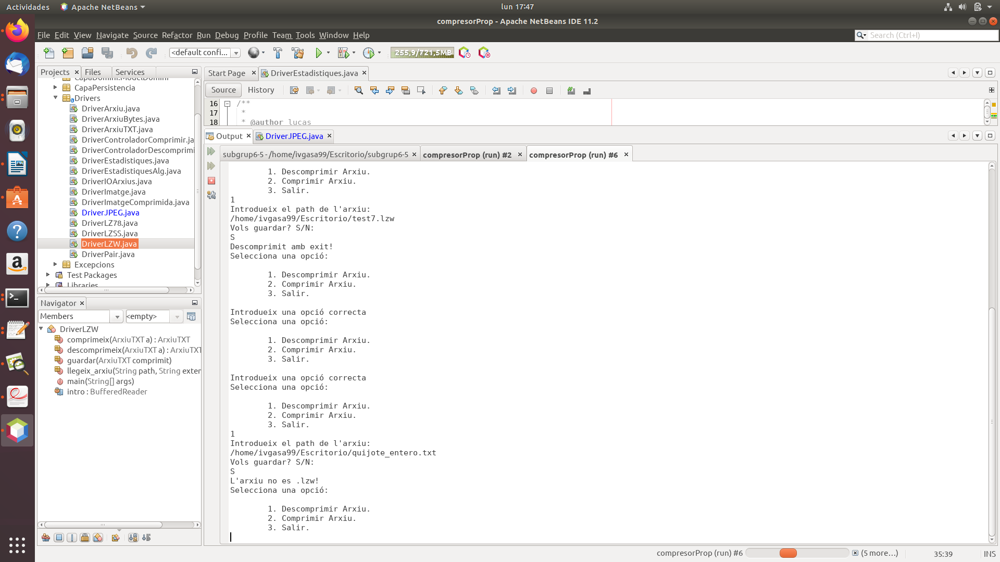 Actividades
Apache NetBeans
lun 17:47
compresorProp - Apache NetBeans IDE 11.2
File Edit View Navigate Source Refactor Run Debug Profile Team Tools Window Help
Search (Ctrl+I)
<default confi...
255,9/721,5MB
Projects
Files
Services
CapaDomini.ModelDomini
CapaPersistencia
Drivers
DriverArxiu.java
DriverArxiuBytes.java
DriverArxiuTXT.java
DriverControladorComprimir.ja
DriverControladorDescomprimi
DriverEstadistiques.java
DriverEstadistiquesAlg.java
DriverIOArxius.java
DriverImatge.java
DriverImatgeComprimida.java
DriverJPEG.java
DriverLZ78.java
DriverLZSS.java
DriverLZW.java
DriverPair.java
Excepcions
Test Packages
Libraries
Navigator
Members
<empty>
DriverLZW
comprimeix(ArxiuTXT a) : ArxiuTXT
descomprimeix(ArxiuTXT a) : ArxiuTXT
guardar(ArxiuTXT comprimit)
llegeix_arxiu(String path, String exter
main(String[] args)
intro : BufferedReader
Start Page
DriverEstadistiques.java
Source
History
16 /**
17 *
18 * @author lucas
Output
DriverJPEG.java
subgrup6-5 - /home/ivgasa99/Escritorio/subgrup6-5
compresorProp (run) #2
compresorProp (run) #6
1. Descomprimir Arxiu.
2. Comprimir Arxiu.
3. Salir.
1
Introdueix el path de l'arxiu:
/home/ivgasa99/Escritorio/test7.lzw
Vols guardar? S/N:
S
Descomprimit amb exit!
Selecciona una opció:
1. Descomprimir Arxiu.
2. Comprimir Arxiu.
3. Salir.
Introdueix una opció correcta
Selecciona una opció:
1. Descomprimir Arxiu.
2. Comprimir Arxiu.
3. Salir.
Introdueix una opció correcta
Selecciona una opció:
1. Descomprimir Arxiu.
2. Comprimir Arxiu.
3. Salir.
1
Introdueix el path de l'arxiu:
/home/ivgasa99/Escritorio/quijote_entero.txt
Vols guardar? S/N:
S
L'arxiu no es .lzw!
Selecciona una opció:
1. Descomprimir Arxiu.
2. Comprimir Arxiu.
3. Salir.
compresorProp (run) #6
(5 more...)
35:39
INS